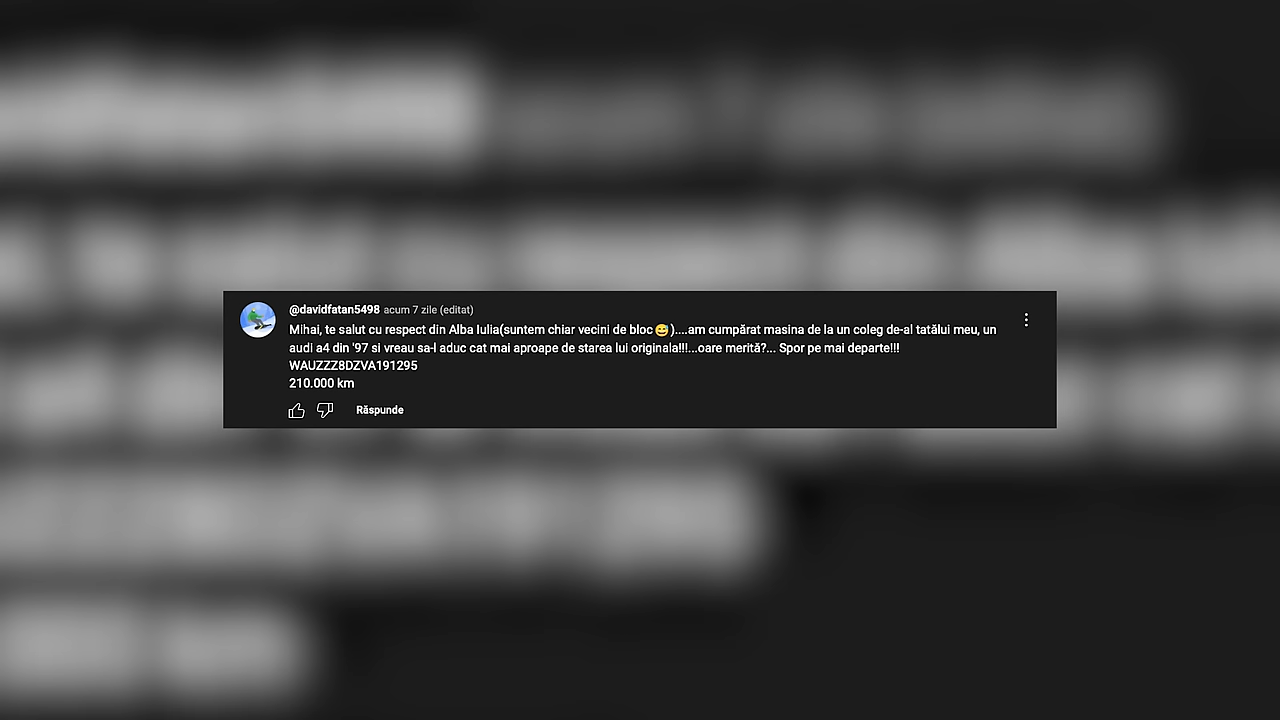 @davidfatan5498 acum 7 zile (editat)
Mihai, te salut cu respect din Alba Iulia(suntem chiar vecini de bloc😅)....am cumpărat masina de la un coleg de-al tatălui meu, un
audi a4 din '97 si vreau sa-l aduc cat mai aproape de starea lui originala!!!...oare merită?... Spor pe mai departe!!!
WAUZZZ8DZVA191295
210.000 km
Răspunde